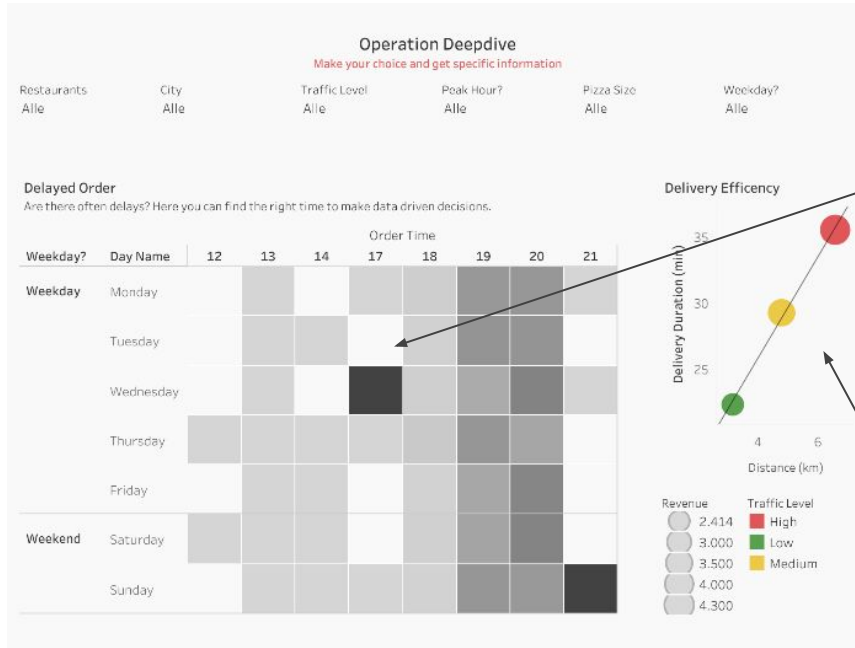 Operation Deepdive
Make your choice and get specific information
Restaurants City Traffic Level Peak Hour? Pizza Size Weekday?
Alle Alle Alle Alle Alle Alle
Delayed Order
Are there often delays? Here you can find the right time to make data driven decisions.
Order Time
Weekday? Day Name 12 13 14 17 18 19 20 21
Weekday Monday
Tuesday
Wednesday
Thursday
Friday
Weekend Saturday
Sunday
Delivery Efficency
Delivery Duration (min)
35
30
25
4 6
Distance (km)
Revenue Traffic Level
2.414 High
3.000 Low
3.500 Medium
4.000
4.300